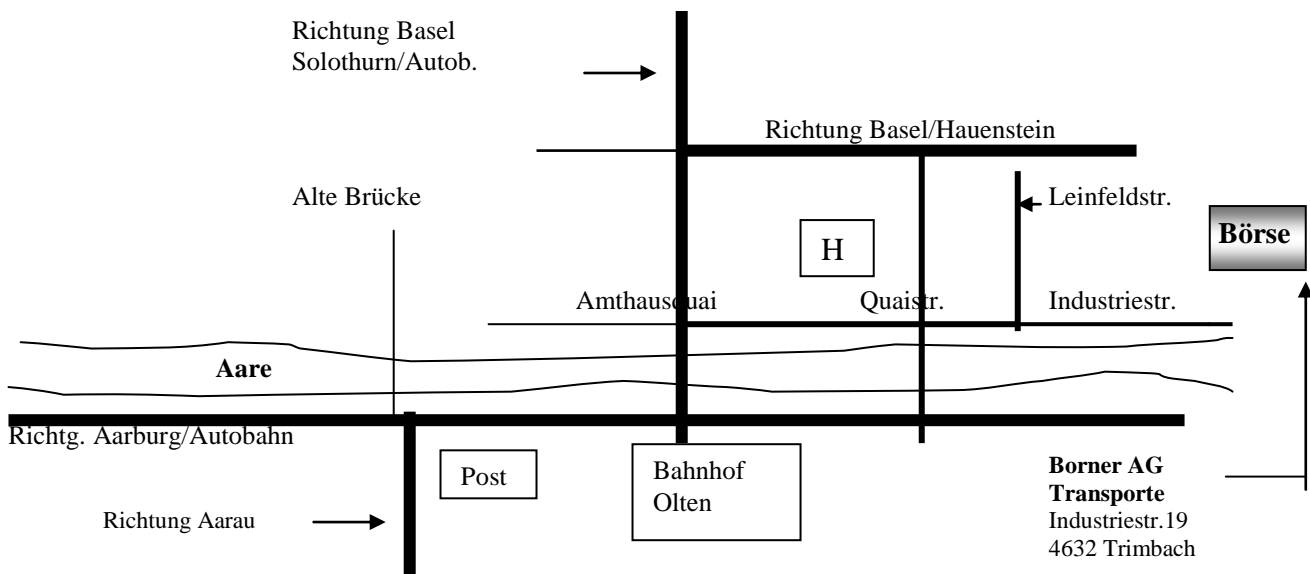 Richtung Basel
Solothurn/Autob.
Richtung Basel/Hauenstein
Alte Brücke
Leinfeldstr.
Börse
H
Amthausquai
Quaistr.
Industriestr.
Aare
Richtg. Aarburg/Autobahn
Post
Bahnhof
Olten
Borner AG
Transporte
Industriestr.19
4632 Trimbach
Richtung Aarau